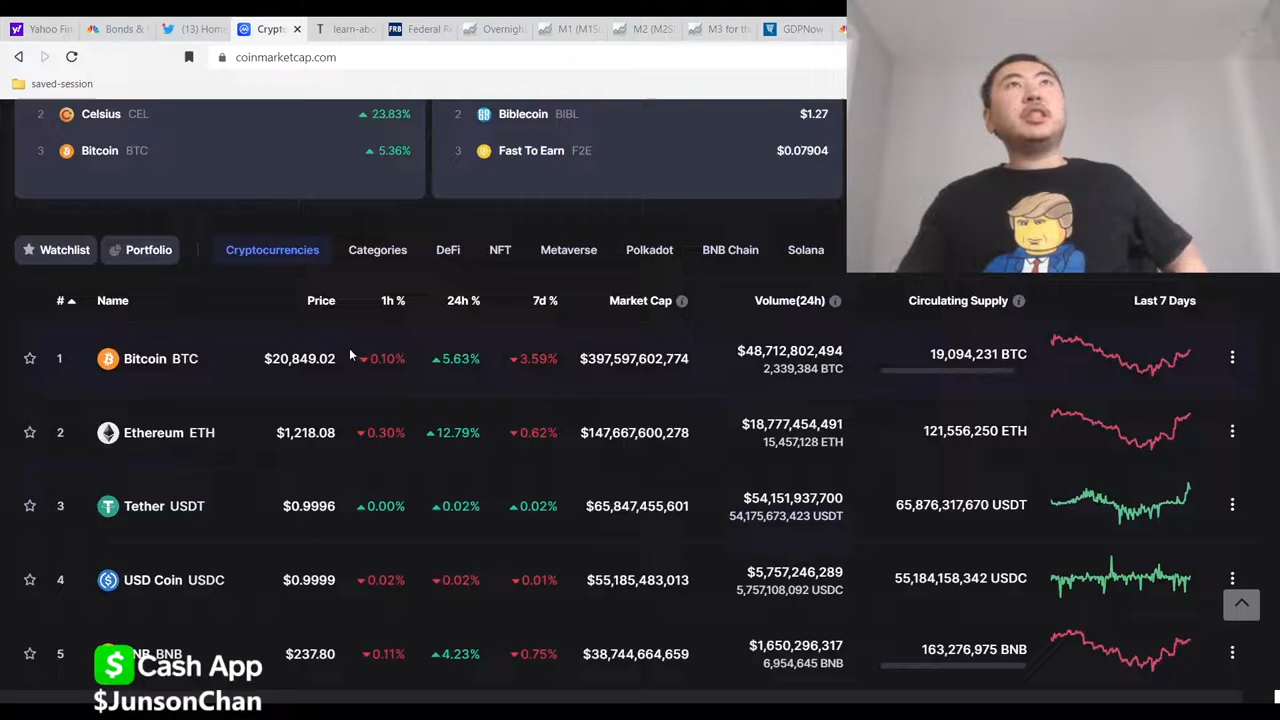 Yahoo Fin
Bonds &
(13) Home
Crypto
learn-abo
Federal Re
Overnigh
M1 (M1S
M2 (M2S
M3 for th
GDPNow
coinmarketcap.com
saved-session
2 Celsius CEL 23.83%
2 Biblecoin BIBL $1.27
3 Bitcoin BTC 5.36%
3 Fast To Earn F2E $0.07904
Watchlist Portfolio Cryptocurrencies Categories DeFi NFT Metaverse Polkadot BNB Chain Solana
# Name Price 1h % 24h % 7d % Market Cap Volume(24h) Circulating Supply Last 7 Days
1 Bitcoin BTC $20,849.02 0.10% 5.63% 3.59% $397,597,602,774 $48,712,802,494 19,094,231 BTC
2,339,384 BTC
2 Ethereum ETH $1,218.08 0.30% 12.79% 0.62% $147,667,600,278 $18,777,454,491 121,556,250 ETH
15,457,128 ETH
3 Tether USDT $0.9996 0.00% 0.02% 0.02% $65,847,455,601 $54,151,937,700 65,876,317,670 USDT
54,175,673,423 USDT
4 USD Coin USDC $0.9999 0.02% 0.02% 0.01% $55,185,483,013 $5,757,246,289 55,184,158,342 USDC
5,757,108,092 USDC
5 BNB BNB $237.80 0.11% 4.23% 0.75% $38,744,664,659 $1,650,296,317 163,276,975 BNB
6,954,645 BNB
$ Cash App
$JunsonChan